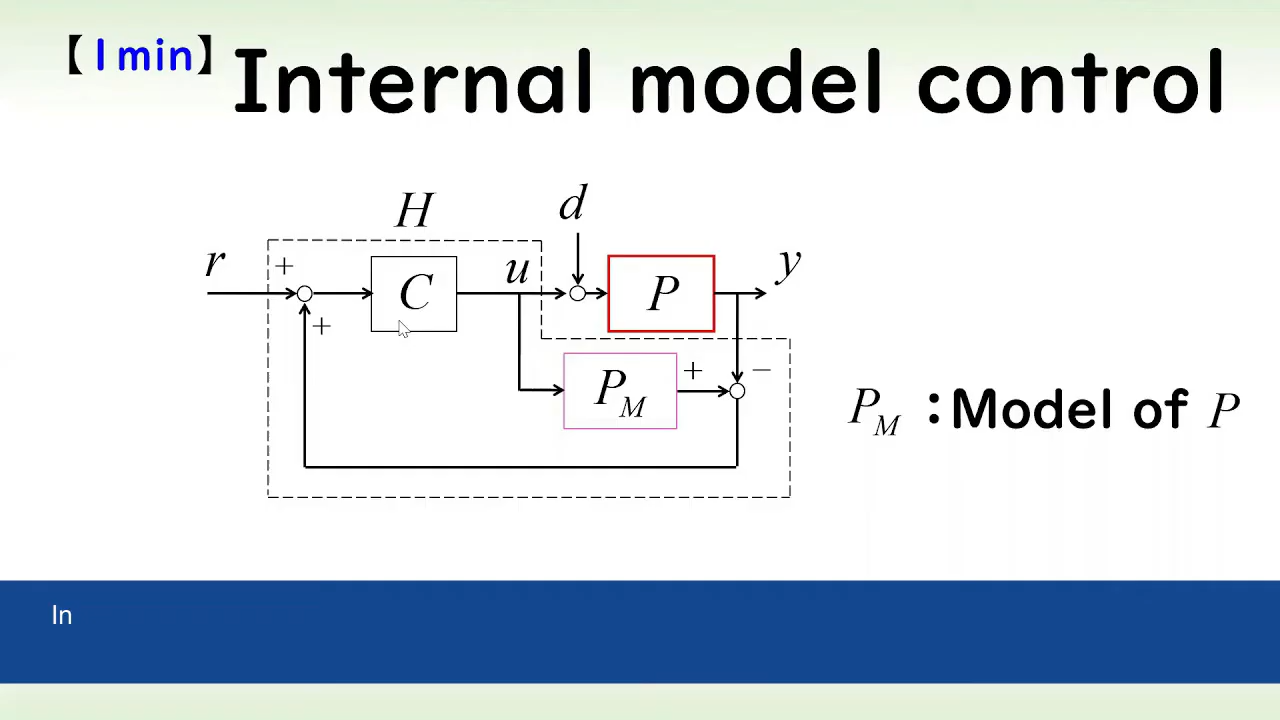 【1min】 Internal model control
H
d
r
+
C
u
P
y
+
P_M
+
−
P_M :Model of P
In